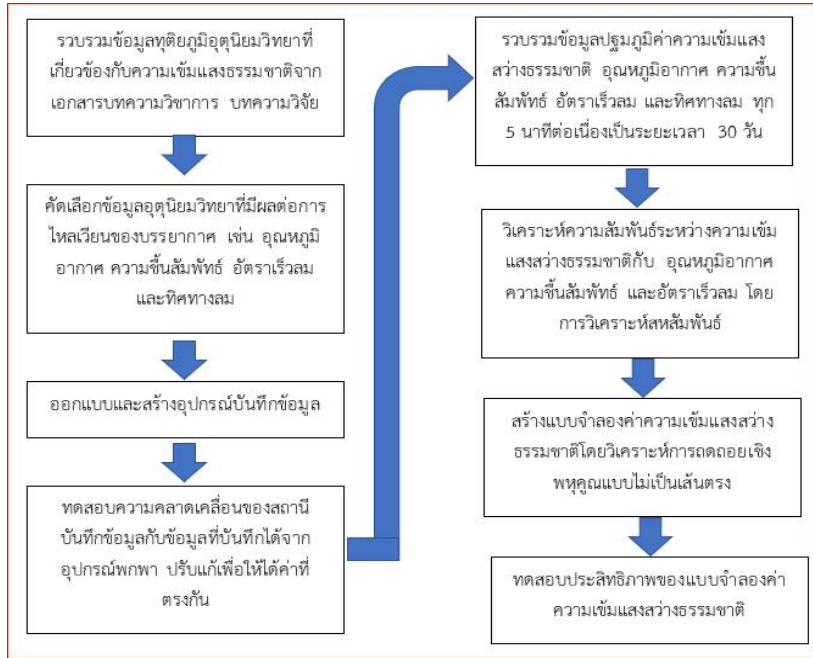 รวบรวมข้อมูลทุติยภูมิอุตุนิยมวิทยาที่
เกี่ยวข้องกับความเข้มแสงธรรมชาติจาก
เอกสารบทความวิชาการ บทความวิจัย
คัดเลือกข้อมูลอุตุนิยมวิทยาที่มีผลต่อการ
ไหลเวียนของบรรยากาศ เช่น อุณหภูมิ
อากาศ ความชื้นสัมพัทธ์ อัตราเร็วลม
และทิศทางลม
ออกแบบและสร้างอุปกรณ์บันทึกข้อมูล
ทดสอบความคลาดเคลื่อนของสถานี
บันทึกข้อมูลกับข้อมูลที่บันทึกได้จาก
อุปกรณ์พกพา ปรับแก้เพื่อให้ได้ค่าที่
ตรงกัน
รวบรวมข้อมูลปฐมภูมิค่าความเข้มแสง
สว่างธรรมชาติ อุณหภูมิอากาศ ความชื้น
สัมพัทธ์ อัตราเร็วลม และทิศทางลม ทุก
5 นาทีต่อเนื่องเป็นระยะเวลา 30 วัน
วิเคราะห์ความสัมพันธ์ระหว่างความเข้ม
แสงสว่างธรรมชาติกับ อุณหภูมิอากาศ
ความชื้นสัมพัทธ์ และอัตราเร็วลม โดย
การวิเคราะห์สหสัมพันธ์
สร้างแบบจำลองค่าความเข้มแสงสว่าง
ธรรมชาติโดยวิเคราะห์การถดถอยเชิง
พหุคูณแบบไม่เป็นเส้นตรง
ทดสอบประสิทธิภาพของแบบจำลองค่า
ความเข้มแสงสว่างธรรมชาติ